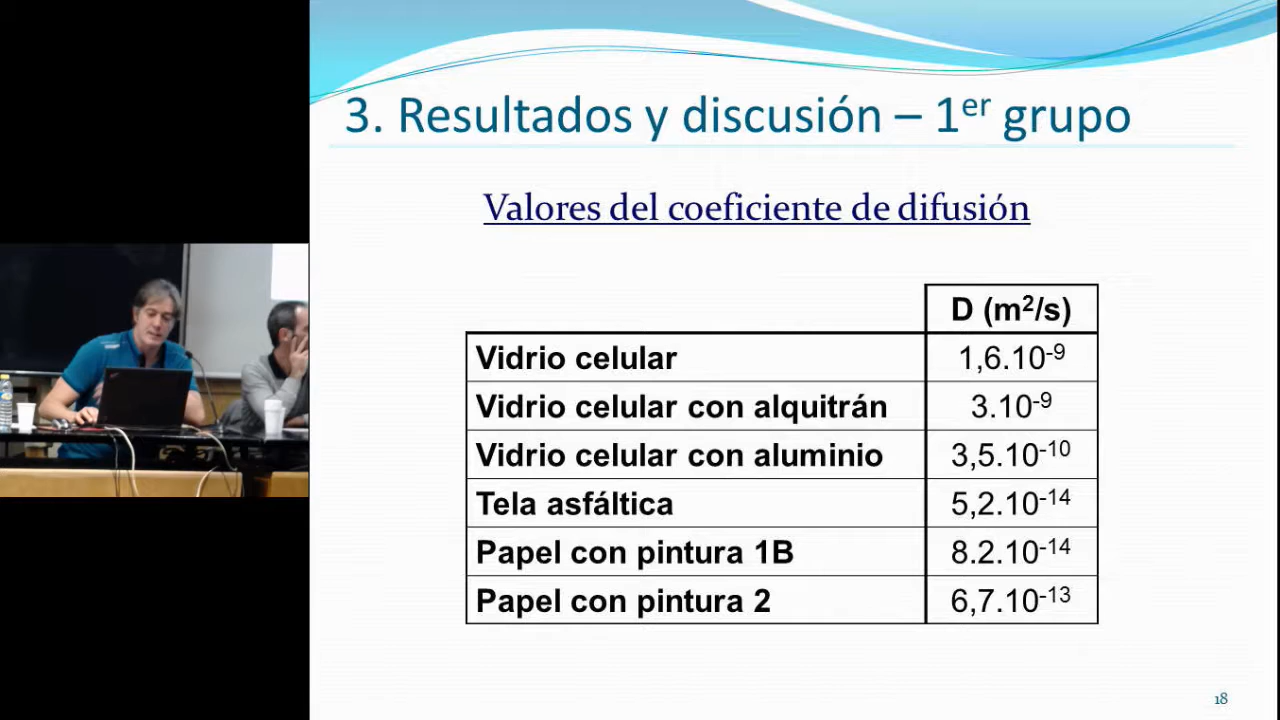 3. Resultados y discusión – 1er grupo
Valores del coeficiente de difusión
D (m²/s)
Vidrio celular 1,6.10⁻⁹
Vidrio celular con alquitrán 3.10⁻⁹
Vidrio celular con aluminio 3,5.10⁻¹⁰
Tela asfáltica 5,2.10⁻¹⁴
Papel con pintura 1B 8.2.10⁻¹⁴
Papel con pintura 2 6,7.10⁻¹³
18